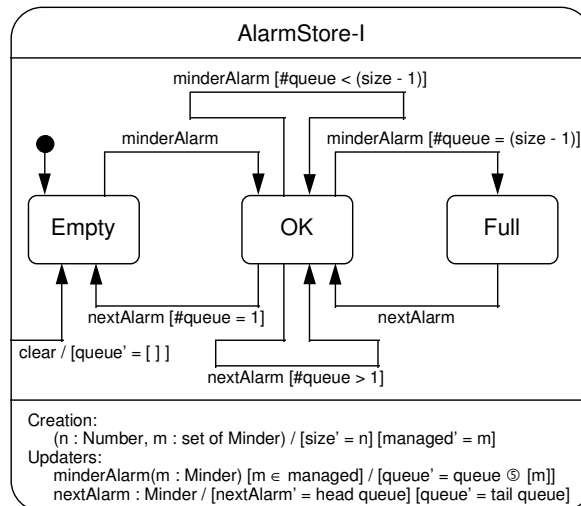 AlarmStore-I
minderAlarm [#queue < (size - 1)]
minderAlarm
minderAlarm [#queue = (size - 1)]
Empty
OK
Full
nextAlarm [#queue = 1]
nextAlarm
clear / [queue’ = [ ] ]
nextAlarm [#queue > 1]
Creation:
(n : Number, m : set of Minder) / [size’ = n] [managed’ = m]
Updaters:
minderAlarm(m : Minder) [m ∈ managed] / [queue’ = queue Ⓢ [m]]
nextAlarm : Minder / [nextAlarm’ = head queue] [queue’ = tail queue]